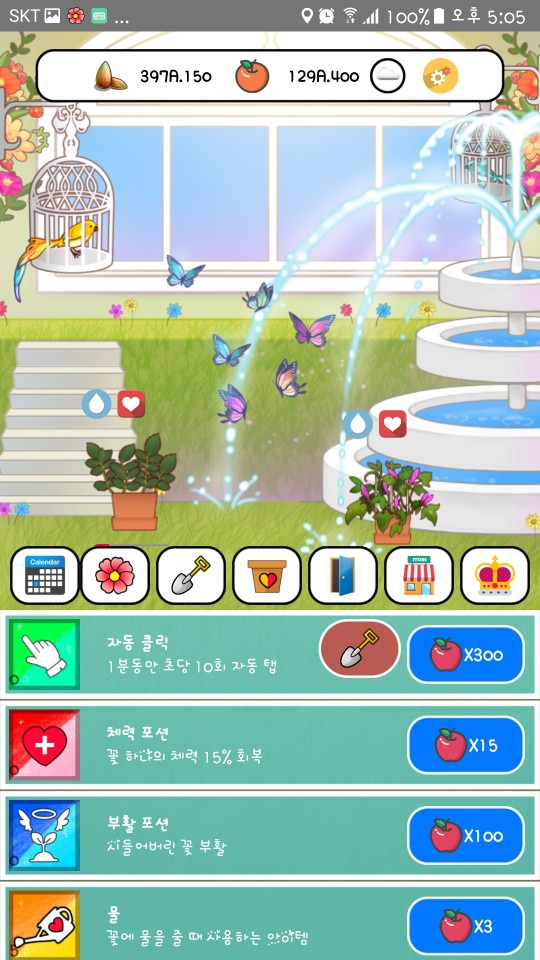 SKT ... 100% 오후 5:05
397A.150 129A.400
Calendar STORE
자동 클릭
1분동안 초당 10회 자동 탭
X300
체력 포션
꽃 하나의 체력 15% 회복
X15
부활 포션
시들어버린 꽃 부활
X100
물
꽃에 물을 줄 때 사용하는 아이템
X3